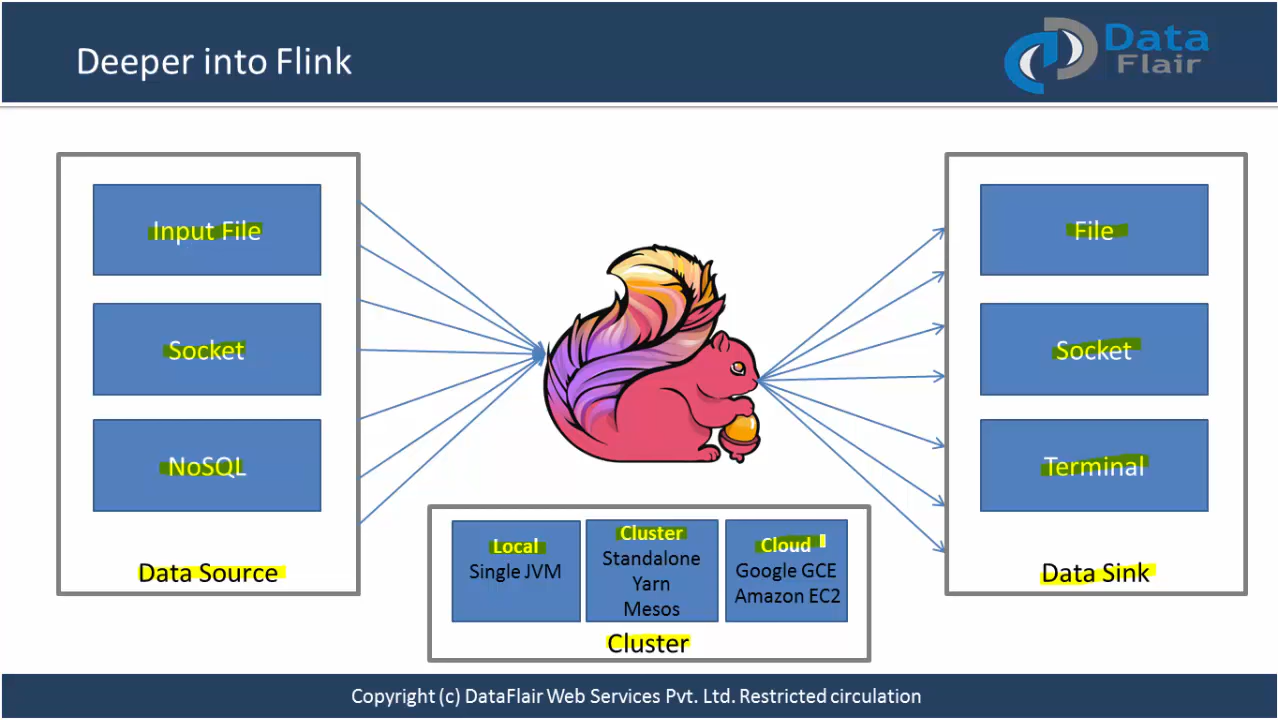 Deeper into Flink
Data
Flair
Input File
Socket
NoSQL
Data Source
File
Socket
Terminal
Data Sink
Local
Single JVM
Cluster
Standalone
Yarn
Mesos
Cloud
Google GCE
Amazon EC2
Cluster
Copyright (c) DataFlair Web Services Pvt. Ltd. Restricted circulation